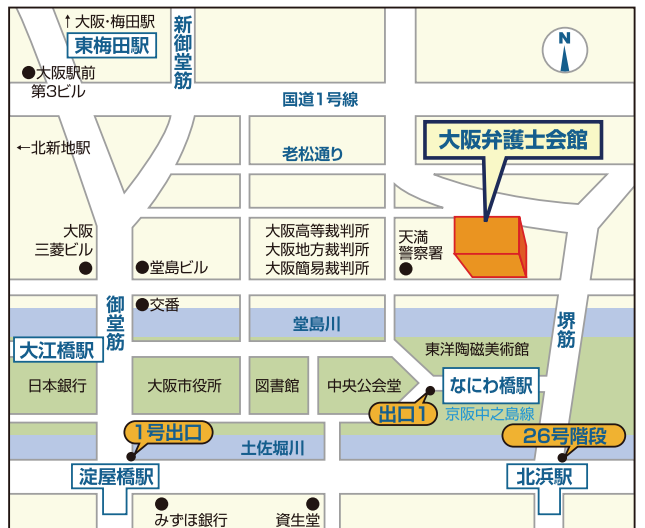 ↑大阪・梅田駅
東梅田駅
新御堂筋
N
●大阪駅前
第3ビル
国道1号線
大阪弁護士会館
←北新地駅
老松通り
大阪
三菱ビル
●堂島ビル
大阪高等裁判所
大阪地方裁判所
大阪簡易裁判所
天満
警察署
御堂筋
●交番
堂島川
堺筋
大江橋駅
東洋陶磁美術館
日本銀行
大阪市役所
図書館
中央公会堂
なにわ橋駅
出口1
京阪中之島線
1号出口
土佐堀川
26号階段
淀屋橋駅
北浜駅
みずほ銀行
資生堂